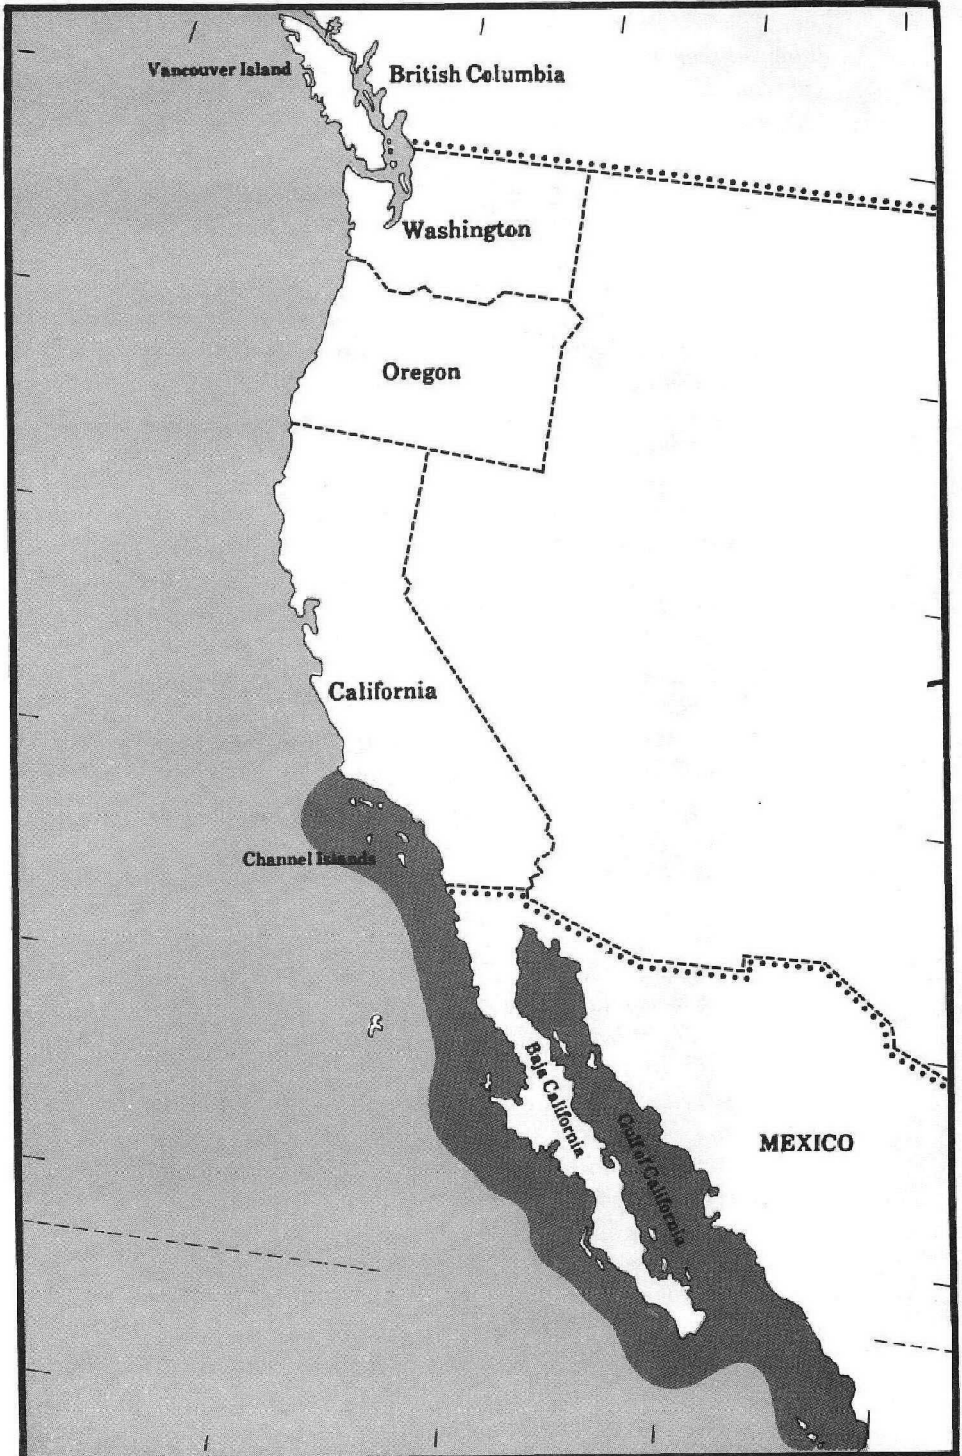 Vancouver Island
British Columbia
Washington
Oregon
California
Channel Islands
Baja California
Gulf of California
MEXICO